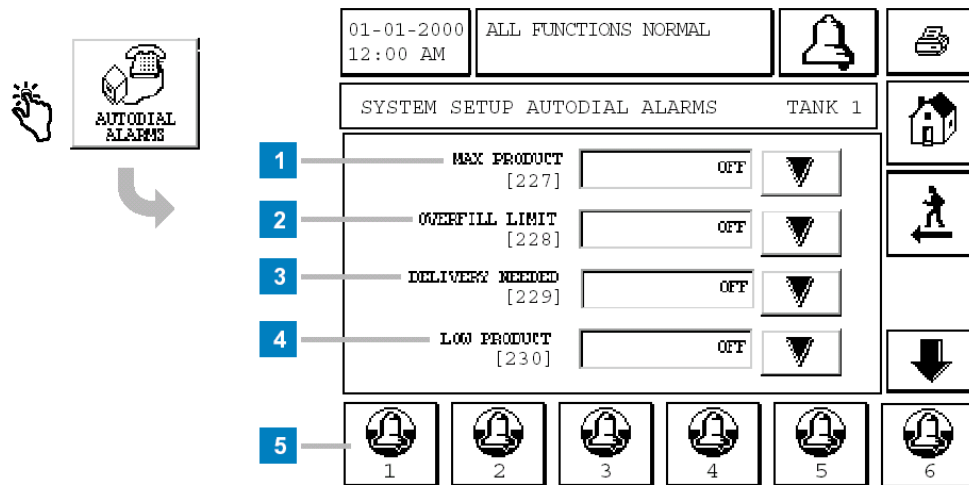 AUTODIAL
ALARMS
01-01-2000
12:00 AM
ALL FUNCTIONS NORMAL
SYSTEM SETUP AUTODIAL ALARMS TANK 1
1
MAX PRODUCT
[227]
OFF
2
OVERFILL LIMIT
[228]
OFF
3
DELIVERY NEEDED
[229]
OFF
4
LOW PRODUCT
[230]
OFF
5
1 2 3 4 5 6